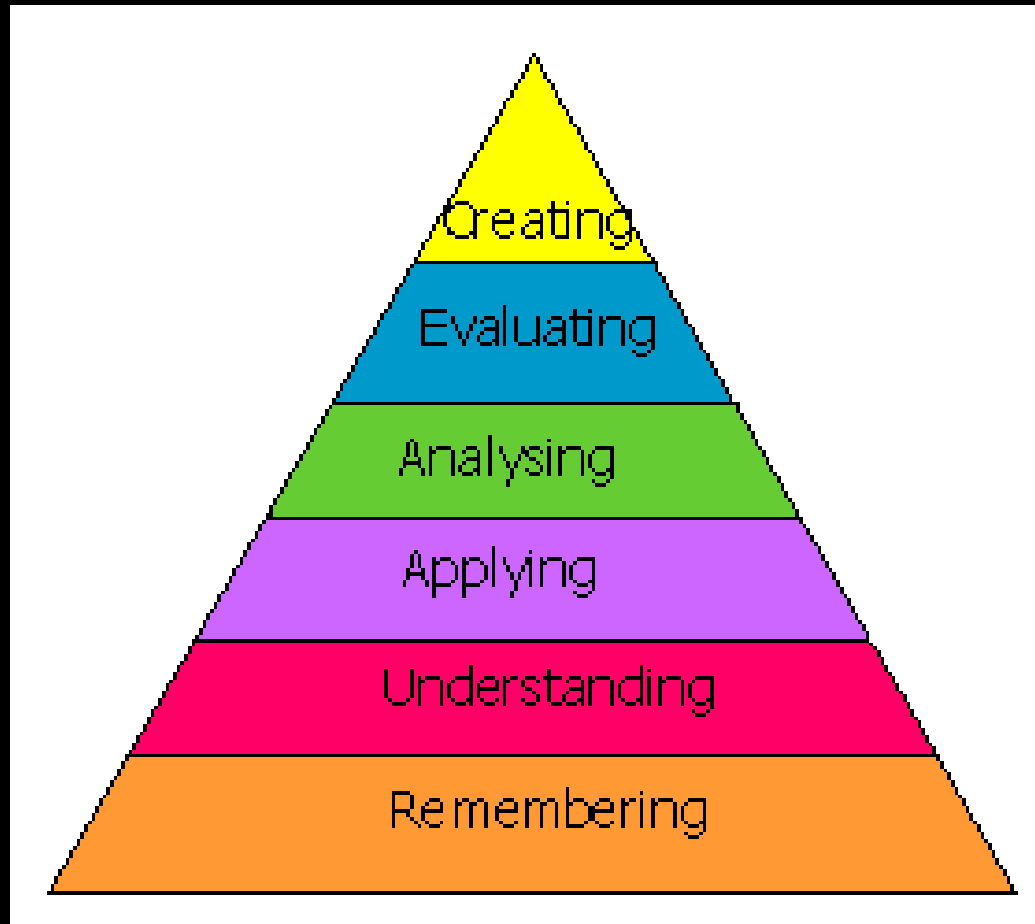 Creating
Evaluating
Analysing
Applying
Understanding
Remembering